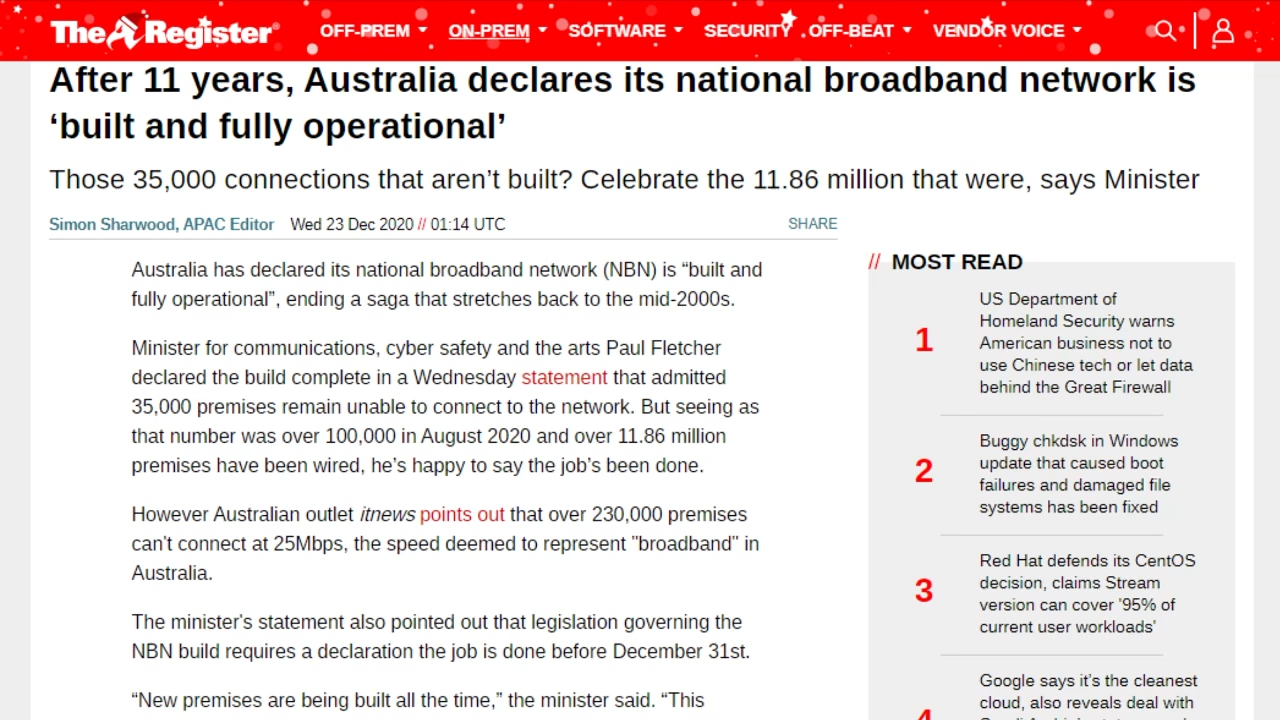 The Register
OFF-PREM ON-PREM SOFTWARE SECURITY OFF-BEAT VENDOR VOICE
After 11 years, Australia declares its national broadband network is
‘built and fully operational’
Those 35,000 connections that aren’t built? Celebrate the 11.86 million that were, says Minister
Simon Sharwood, APAC Editor Wed 23 Dec 2020 // 01:14 UTC
SHARE
Australia has declared its national broadband network (NBN) is “built and
fully operational”, ending a saga that stretches back to the mid-2000s.
Minister for communications, cyber safety and the arts Paul Fletcher
declared the build complete in a Wednesday statement that admitted
35,000 premises remain unable to connect to the network. But seeing as
that number was over 100,000 in August 2020 and over 11.86 million
premises have been wired, he’s happy to say the job’s been done.
However Australian outlet itnews points out that over 230,000 premises
can’t connect at 25Mbps, the speed deemed to represent "broadband" in
Australia.
The minister's statement also pointed out that legislation governing the
NBN build requires a declaration the job is done before December 31st.
“New premises are being built all the time,” the minister said. “This
// MOST READ
1
US Department of
Homeland Security warns
American business not to
use Chinese tech or let data
behind the Great Firewall
2
Buggy chkdsk in Windows
update that caused boot
failures and damaged file
systems has been fixed
3
Red Hat defends its CentOS
decision, claims Stream
version can cover ‘95% of
current user workloads’
4
Google says it’s the cleanest
cloud, also reveals deal with